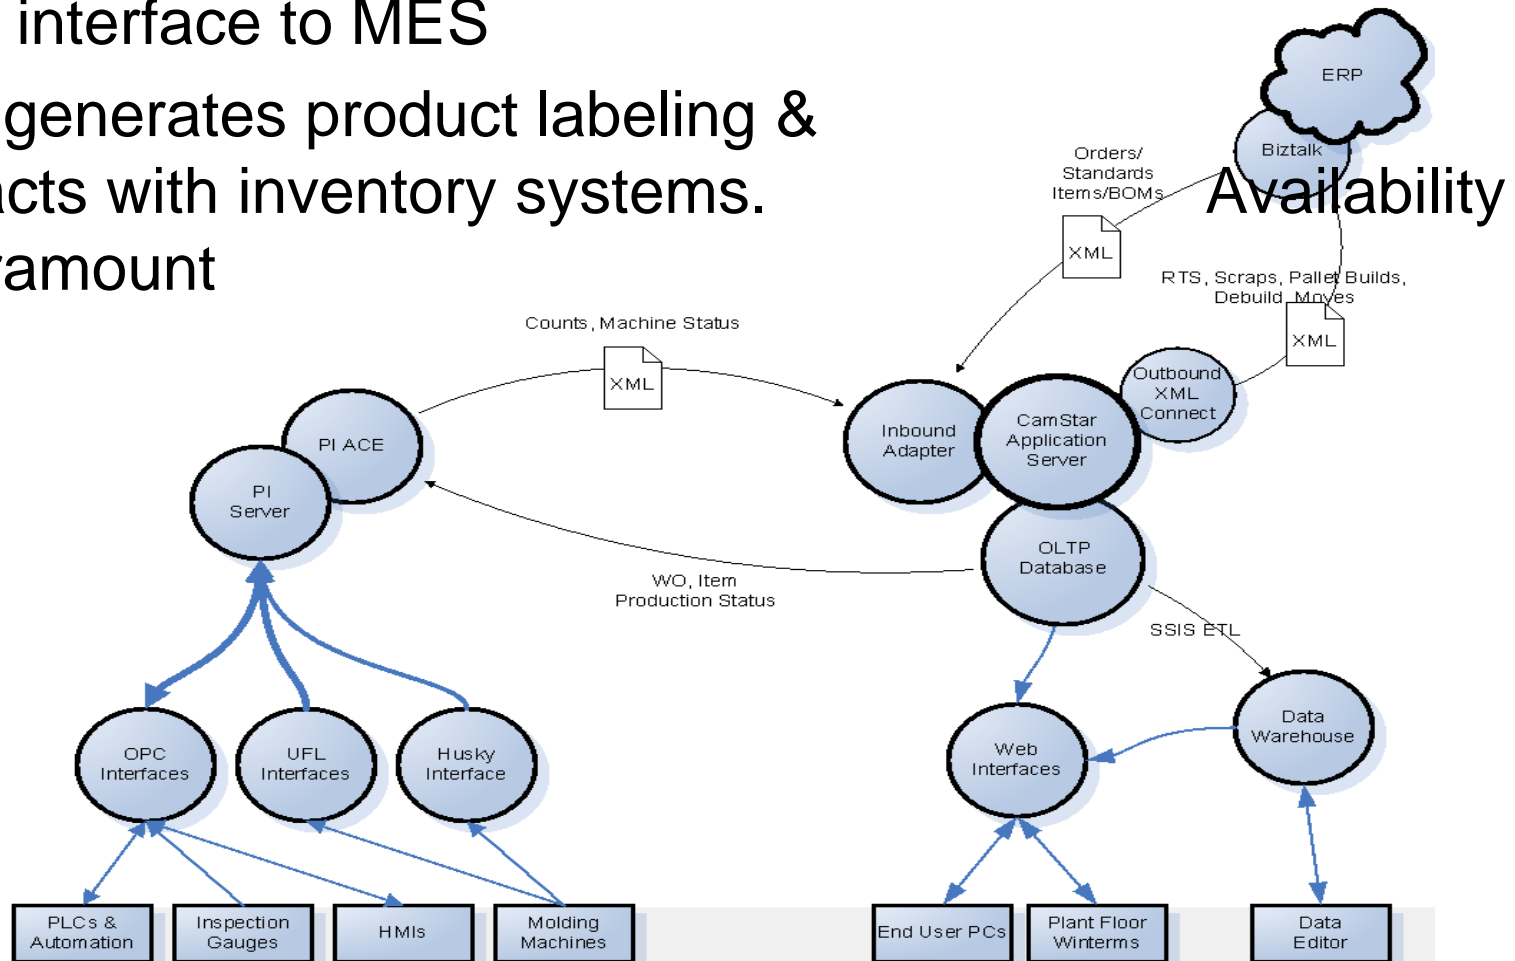 interface to MES
generates product labeling &
acts with inventory systems.
Availability
ramount
ERP
Biztalk
Orders/
Standards
Items/BOMs
XML
RTS, Scraps, Pallet Builds,
Debuild, Moves
XML
Counts, Machine Status
XML
Outbound
XML
Connect
Inbound
Adapter
CamStar
Application
Server
PI ACE
PI
Server
OLTP
Database
WO, Item
Production Status
SSIS ETL
OPC
Interfaces
UFL
Interfaces
Husky
Interface
Web
Interfaces
Data
Warehouse
PLCs &
Automation
Inspection
Gauges
HMIs
Molding
Machines
End User PCs
Plant Floor
Winterms
Data
Editor